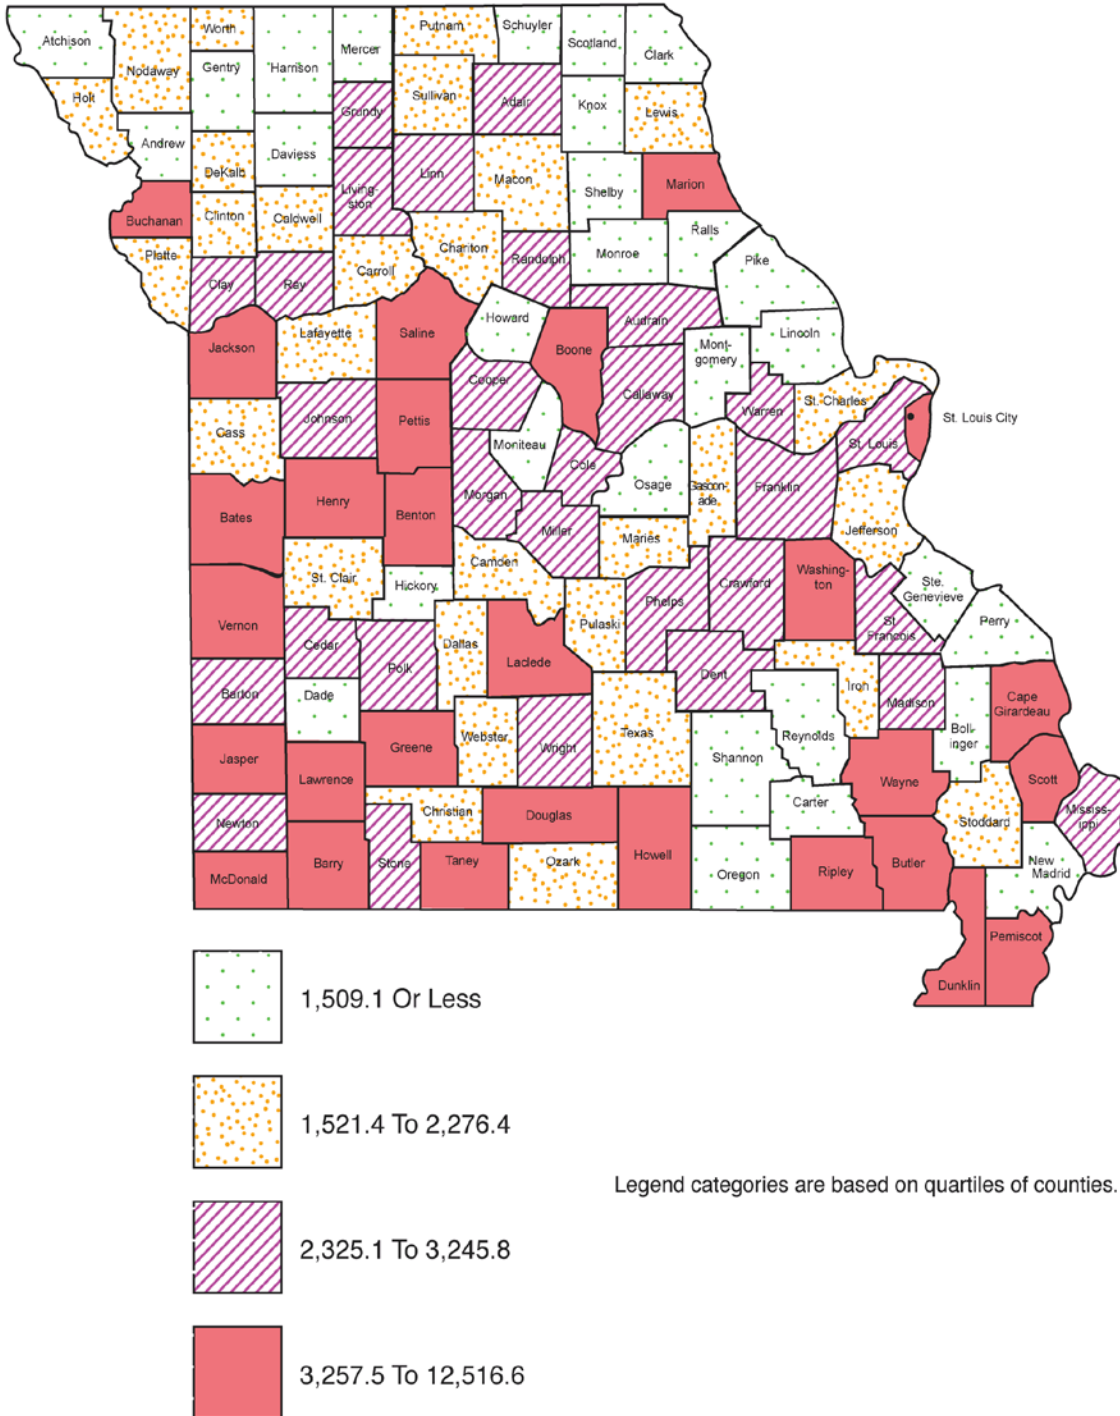 Atchison
Nodaway
Worth
Gentry
Harrison
Mercer
Putnam
Schuyler
Scotland
Clark
Holt
Andrew
DeKalb
Daviess
Grundy
Sullivan
Adair
Knox
Lewis
Buchanan
Clinton
Caldwell
Living-
ston
Linn
Macon
Shelby
Marion
Platte
Clay
Ray
Carroll
Chariton
Randolph
Monroe
Ralls
Pike
Jackson
Lafayette
Saline
Howard
Boone
Audrain
Mont-
gomery
Lincoln
Cass
Johnson
Pettis
Cooper
Moniteau
Callaway
Warren
St. Charles
St. Louis
St. Louis City
Bates
Henry
Benton
Morgan
Cole
Miller
Osage
Gascon-
ade
Franklin
Jefferson
Vernon
St. Clair
Hickory
Camden
Maries
Pulaski
Phelps
Crawford
Washing-
ton
St
Francois
Ste.
Genevieve
Perry
Barton
Cedar
Polk
Dallas
Laclede
Dent
Iron
Madison
Boll-
inger
Cape
Girardeau
Jasper
Dade
Greene
Webster
Wright
Texas
Shannon
Reynolds
Wayne
Scott
Newton
Lawrence
Christian
Douglas
Howell
Carter
Stoddard
Mississ-
ippi
McDonald
Barry
Stone
Taney
Ozark
Oregon
Ripley
Butler
New
Madrid
Dunklin
Pemiscot
1,509.1 Or Less
1,521.4 To 2,276.4
Legend categories are based on quartiles of counties.
2,325.1 To 3,245.8
3,257.5 To 12,516.6